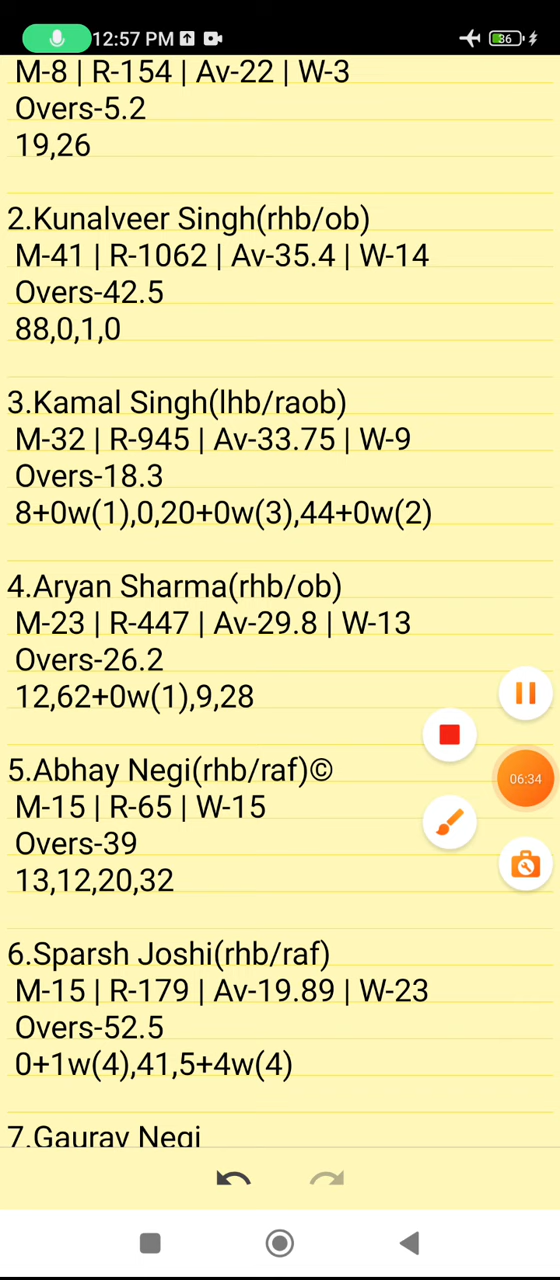 12:57 PM
36
M-8 | R-154 | Av-22 | W-3
Overs-5.2
19,26
2.Kunalveer Singh(rhb/ob)
M-41 | R-1062 | Av-35.4 | W-14
Overs-42.5
88,0,1,0
3.Kamal Singh(lhb/raob)
M-32 | R-945 | Av-33.75 | W-9
Overs-18.3
8+0w(1),0,20+0w(3),44+0w(2)
4.Aryan Sharma(rhb/ob)
M-23 | R-447 | Av-29.8 | W-13
Overs-26.2
12,62+0w(1),9,28
5.Abhay Negi(rhb/raf)©
M-15 | R-65 | W-15
06:34
Overs-39
13,12,20,32
6.Sparsh Joshi(rhb/raf)
M-15 | R-179 | Av-19.89 | W-23
Overs-52.5
0+1w(4),41,5+4w(4)
7.Gaurav Negi